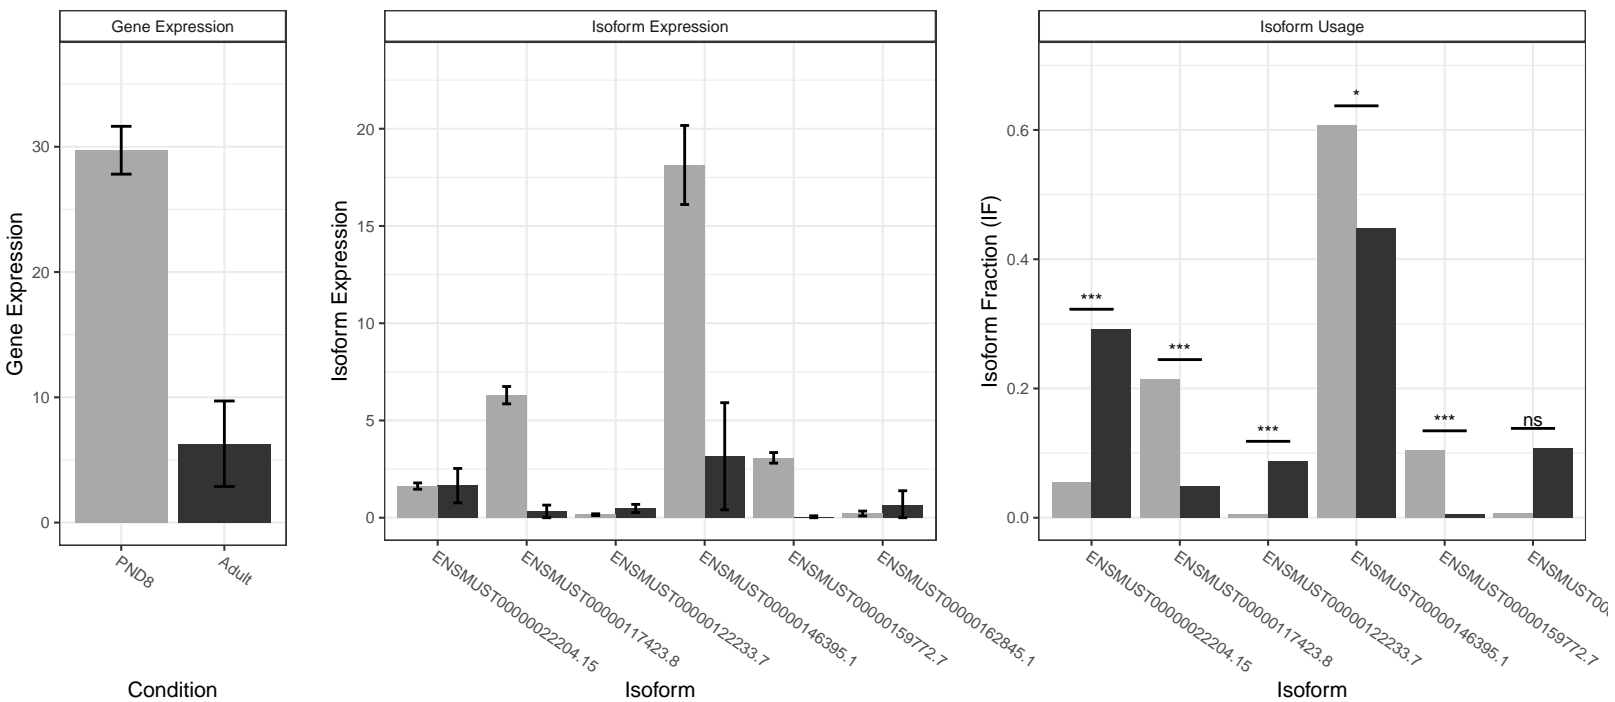 Gene Expression
Isoform Expression
Isoform Usage
Gene Expression
30
20
10
0
PND8
Adult
Condition
Isoform Expression
20
15
10
5
0
ENSMUST00000022204.15
ENSMUST00000117423.8
ENSMUST00000122233.7
ENSMUST00000146395.1
ENSMUST00000159772.7
ENSMUST00000162845.1
Isoform
Isoform Fraction (IF)
0.6
0.4
0.2
0.0
***
***
***
*
***
ns
ENSMUST00000022204.15
ENSMUST00000117423.8
ENSMUST00000122233.7
ENSMUST00000146395.1
ENSMUST00000159772.7
Isoform